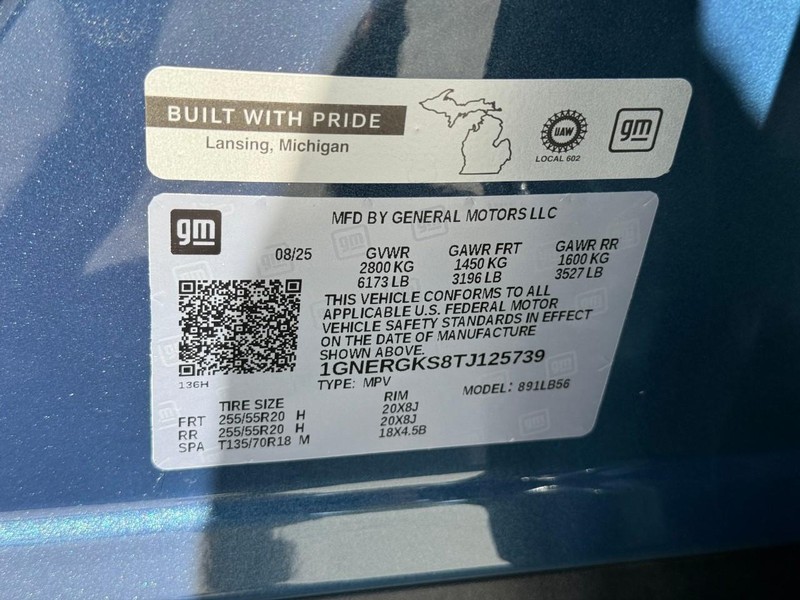 BUILT WITH PRIDE
Lansing, Michigan
UAW
LOCAL 602
gm
gm
MFD BY GENERAL MOTORS LLC
08/25 GVWR GAWR FRT GAWR RR
2800 KG 1450 KG 1600 KG
6173 LB 3196 LB 3527 LB
THIS VEHICLE CONFORMS TO ALL
APPLICABLE U.S. FEDERAL MOTOR
VEHICLE SAFETY STANDARDS IN EFFECT
ON THE DATE OF MANUFACTURE
SHOWN ABOVE.
1GNERGKS8TJ125739
136H
TYPE: MPV MODEL: 891LB56
TIRE SIZE RIM
FRT 255/55R20 H 20X8J
RR 255/55R20 H 20X8J
SPA T135/70R18 M 18X4.5B